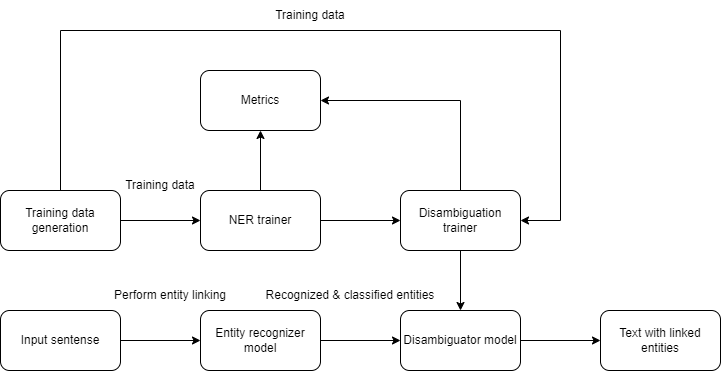 Training data
Metrics
Training data
Training data
generation
NER trainer
Disambiguation
trainer
Perform entity linking
Recognized & classified entities
Input sentense
Entity recognizer
model
Disambiguator model
Text with linked
entities